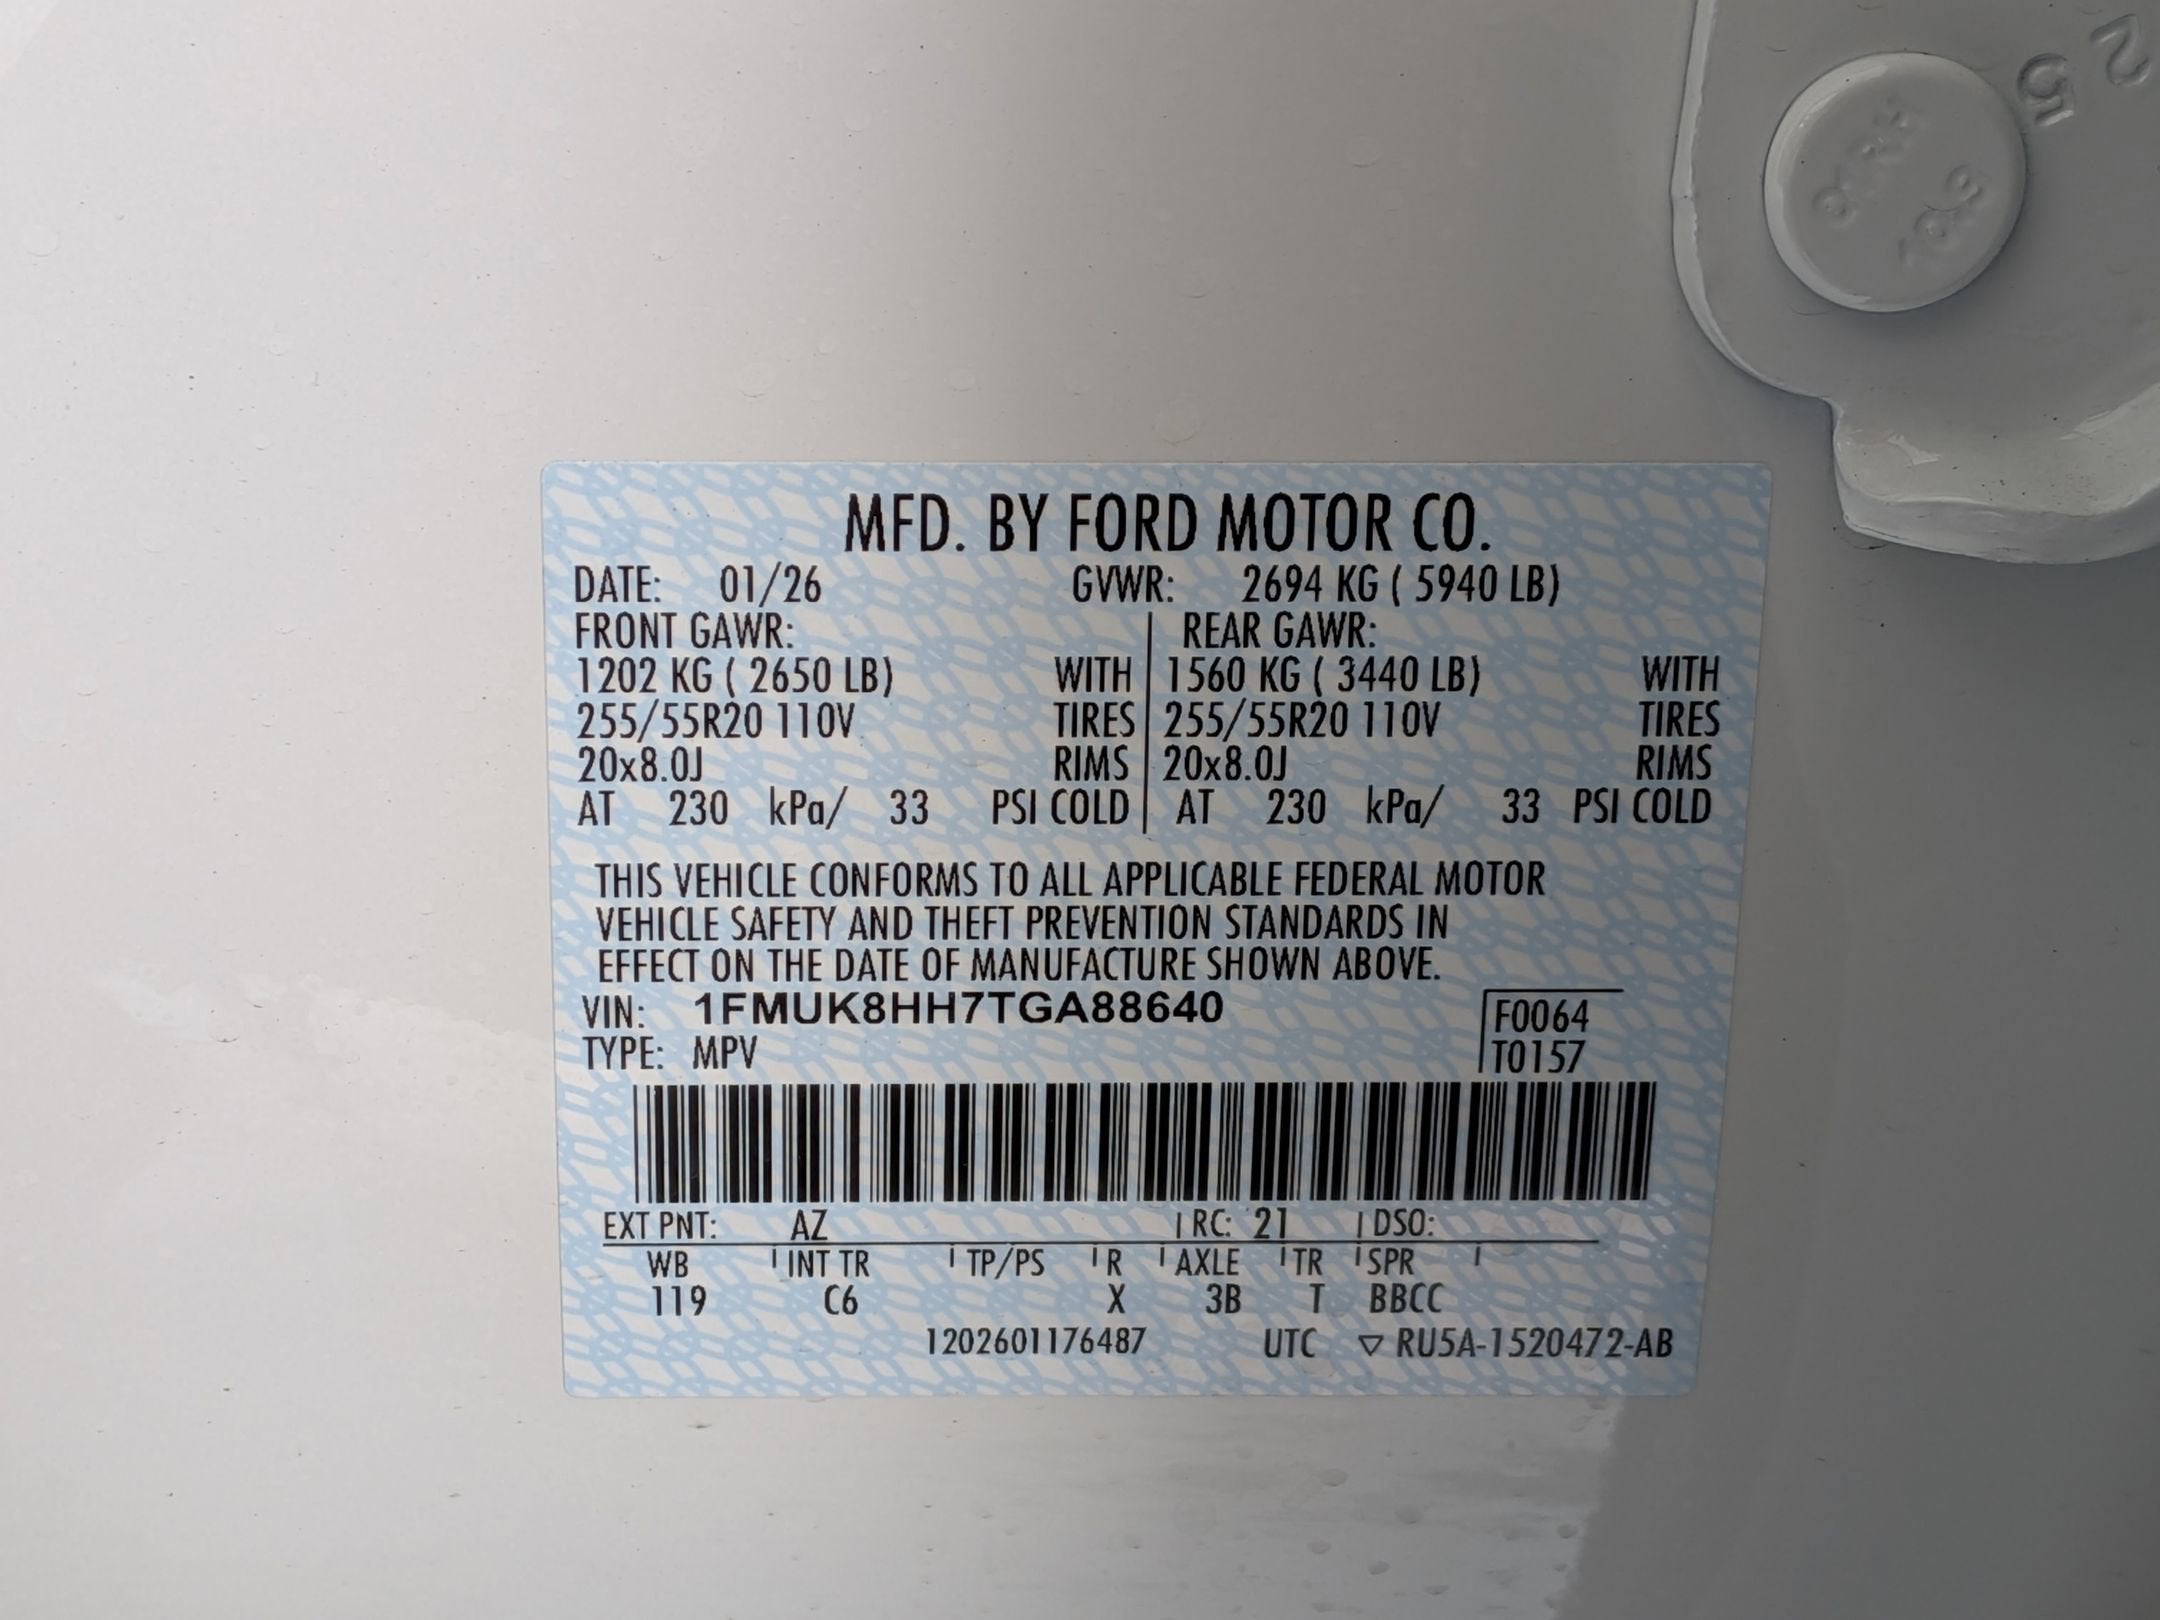 MFD. BY FORD MOTOR CO.
DATE: 01/26 GVWR: 2694 KG ( 5940 LB)
FRONT GAWR: REAR GAWR:
1202 KG ( 2650 LB) WITH 1560 KG ( 3440 LB) WITH
255/55R20 110V TIRES 255/55R20 110V TIRES
20x8.0J RIMS 20x8.0J RIMS
AT 230 kPa/ 33 PSI COLD AT 230 kPa/ 33 PSI COLD
THIS VEHICLE CONFORMS TO ALL APPLICABLE FEDERAL MOTOR
VEHICLE SAFETY AND THEFT PREVENTION STANDARDS IN
EFFECT ON THE DATE OF MANUFACTURE SHOWN ABOVE.
VIN: 1FMUK8HH7TGA88640 F0064
TYPE: MPV T0157
EXT PNT: AZ RC: 21 DSO:
WB INT TR TP/PS R AXLE TR SPR
119 C6 X 3B T BBCC
1202601176487 UTC ▽ RU5A-1520472-AB
10.9
25